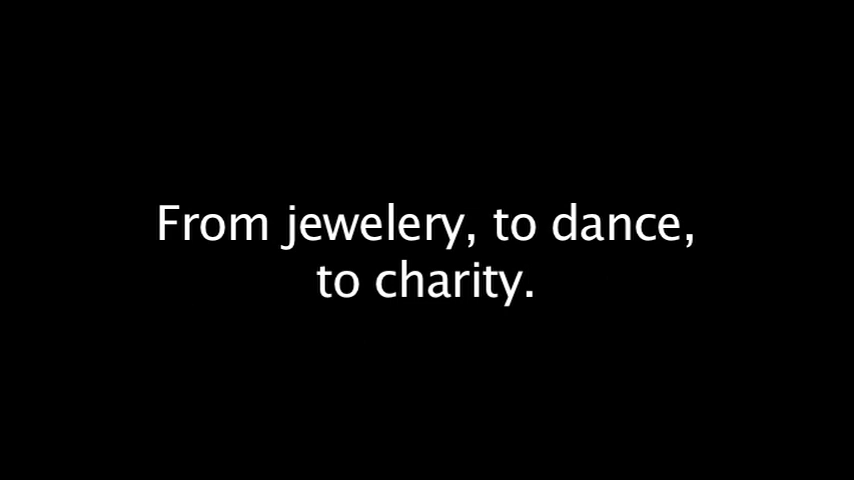 From jewelery, to dance,
to charity.